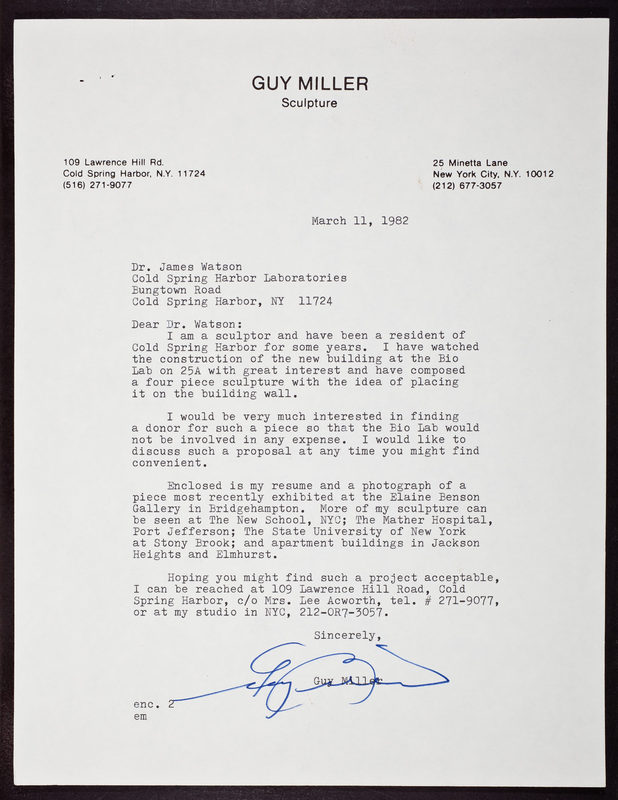 GUY MILLER
Sculpture
109 Lawrence Hill Rd.
Cold Spring Harbor, N.Y. 11724
(516) 271-9077
25 Minetta Lane
New York City, N.Y. 10012
(212) 677-3057
March 11, 1982
Dr. James Watson
Cold Spring Harbor Laboratories
Bungtown Road
Cold Spring Harbor, NY 11724
Dear Dr. Watson:
I am a sculptor and have been a resident of
Cold Spring Harbor for some years. I have watched
the construction of the new building at the Bio
Lab on 25A with great interest and have composed
a four piece sculpture with the idea of placing
it on the building wall.
I would be very much interested in finding
a donor for such a piece so that the Bio Lab would
not be involved in any expense. I would like to
discuss such a proposal at any time you might find
convenient.
Enclosed is my resume and a photograph of a
piece most recently exhibited at the Elaine Benson
Gallery in Bridgehampton. More of my sculpture can
be seen at The New School, NYC; The Mather Hospital,
Port Jefferson; The State University of New York
at Stony Brook; and apartment buildings in Jackson
Heights and Elmhurst.
Hoping you might find such a project acceptable,
I can be reached at 109 Lawrence Hill Road, Cold
Spring Harbor, c/o Mrs. Lee Acworth, tel. # 271-9077,
or at my studio in NYC, 212-OR7-3057.
Sincerely,
Guy Miller
enc. 2
em